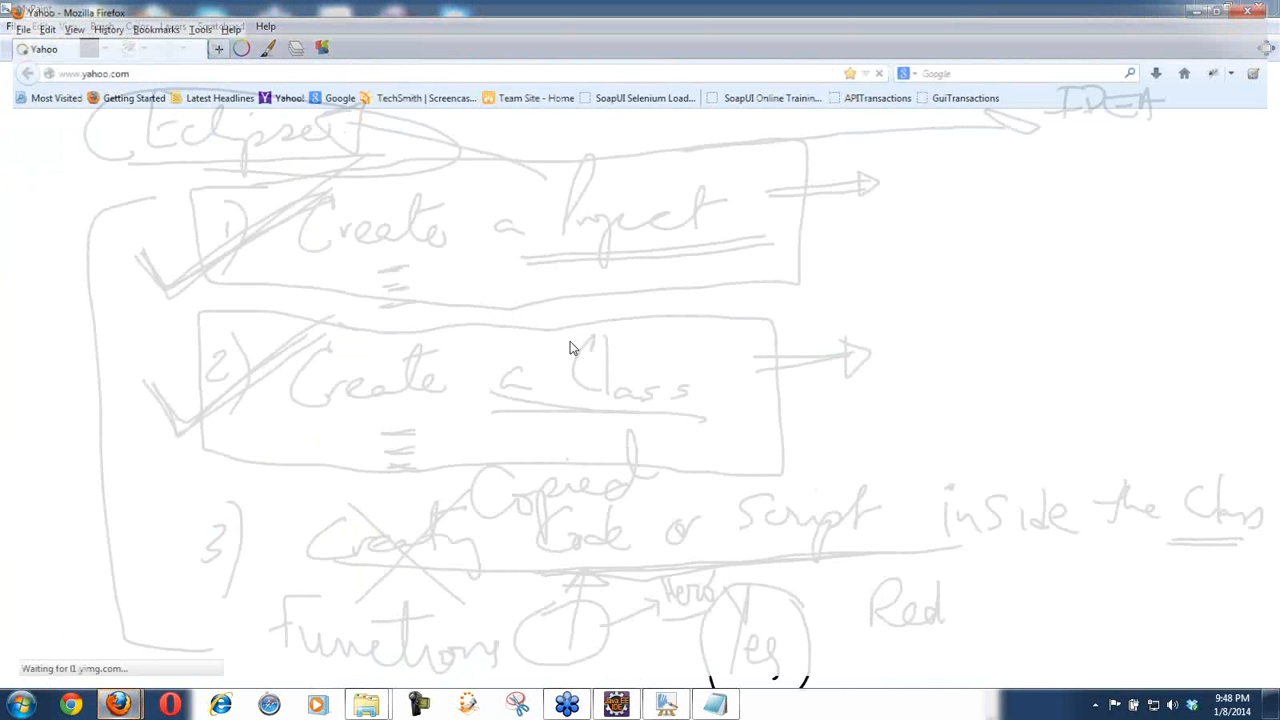 Yahoo - Mozilla Firefox
File Edit View History Bookmarks Tools Help Help
Yahoo
www.yahoo.com
Google
Most Visited Getting Started Latest Headlines Yahoo! Google TechSmith | Screencas... Team Site - Home SoapUI Selenium Load... SoapUI Online Trainin... APITransactions GuiTransactions
Eclipse IDEA
1) Create a Project
2) Create a Class
Copied
3) Creating Code or Script inside the Class
Functions 1 Yes Red
Waiting for l1.yimg.com...
9:48 PM
1/8/2014